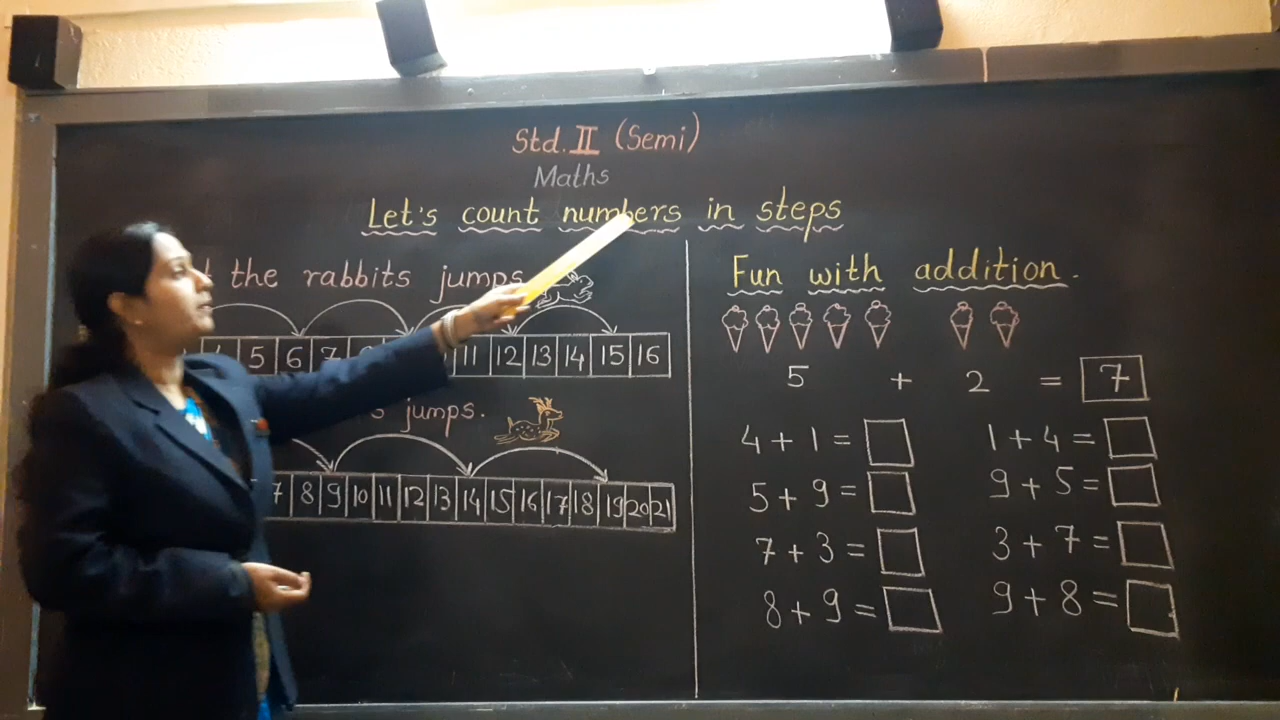 Std. II (Semi)
Maths
Let's count numbers in steps
the rabbits jumps.
5 6 7 11 12 13 14 15 16
jumps.
7 8 9 10 11 12 13 14 15 16 17 18 19 20 21
Fun with addition.
5 + 2 = 7
4 + 1 =
1 + 4 =
5 + 9 =
9 + 5 =
7 + 3 =
3 + 7 =
8 + 9 =
9 + 8 =